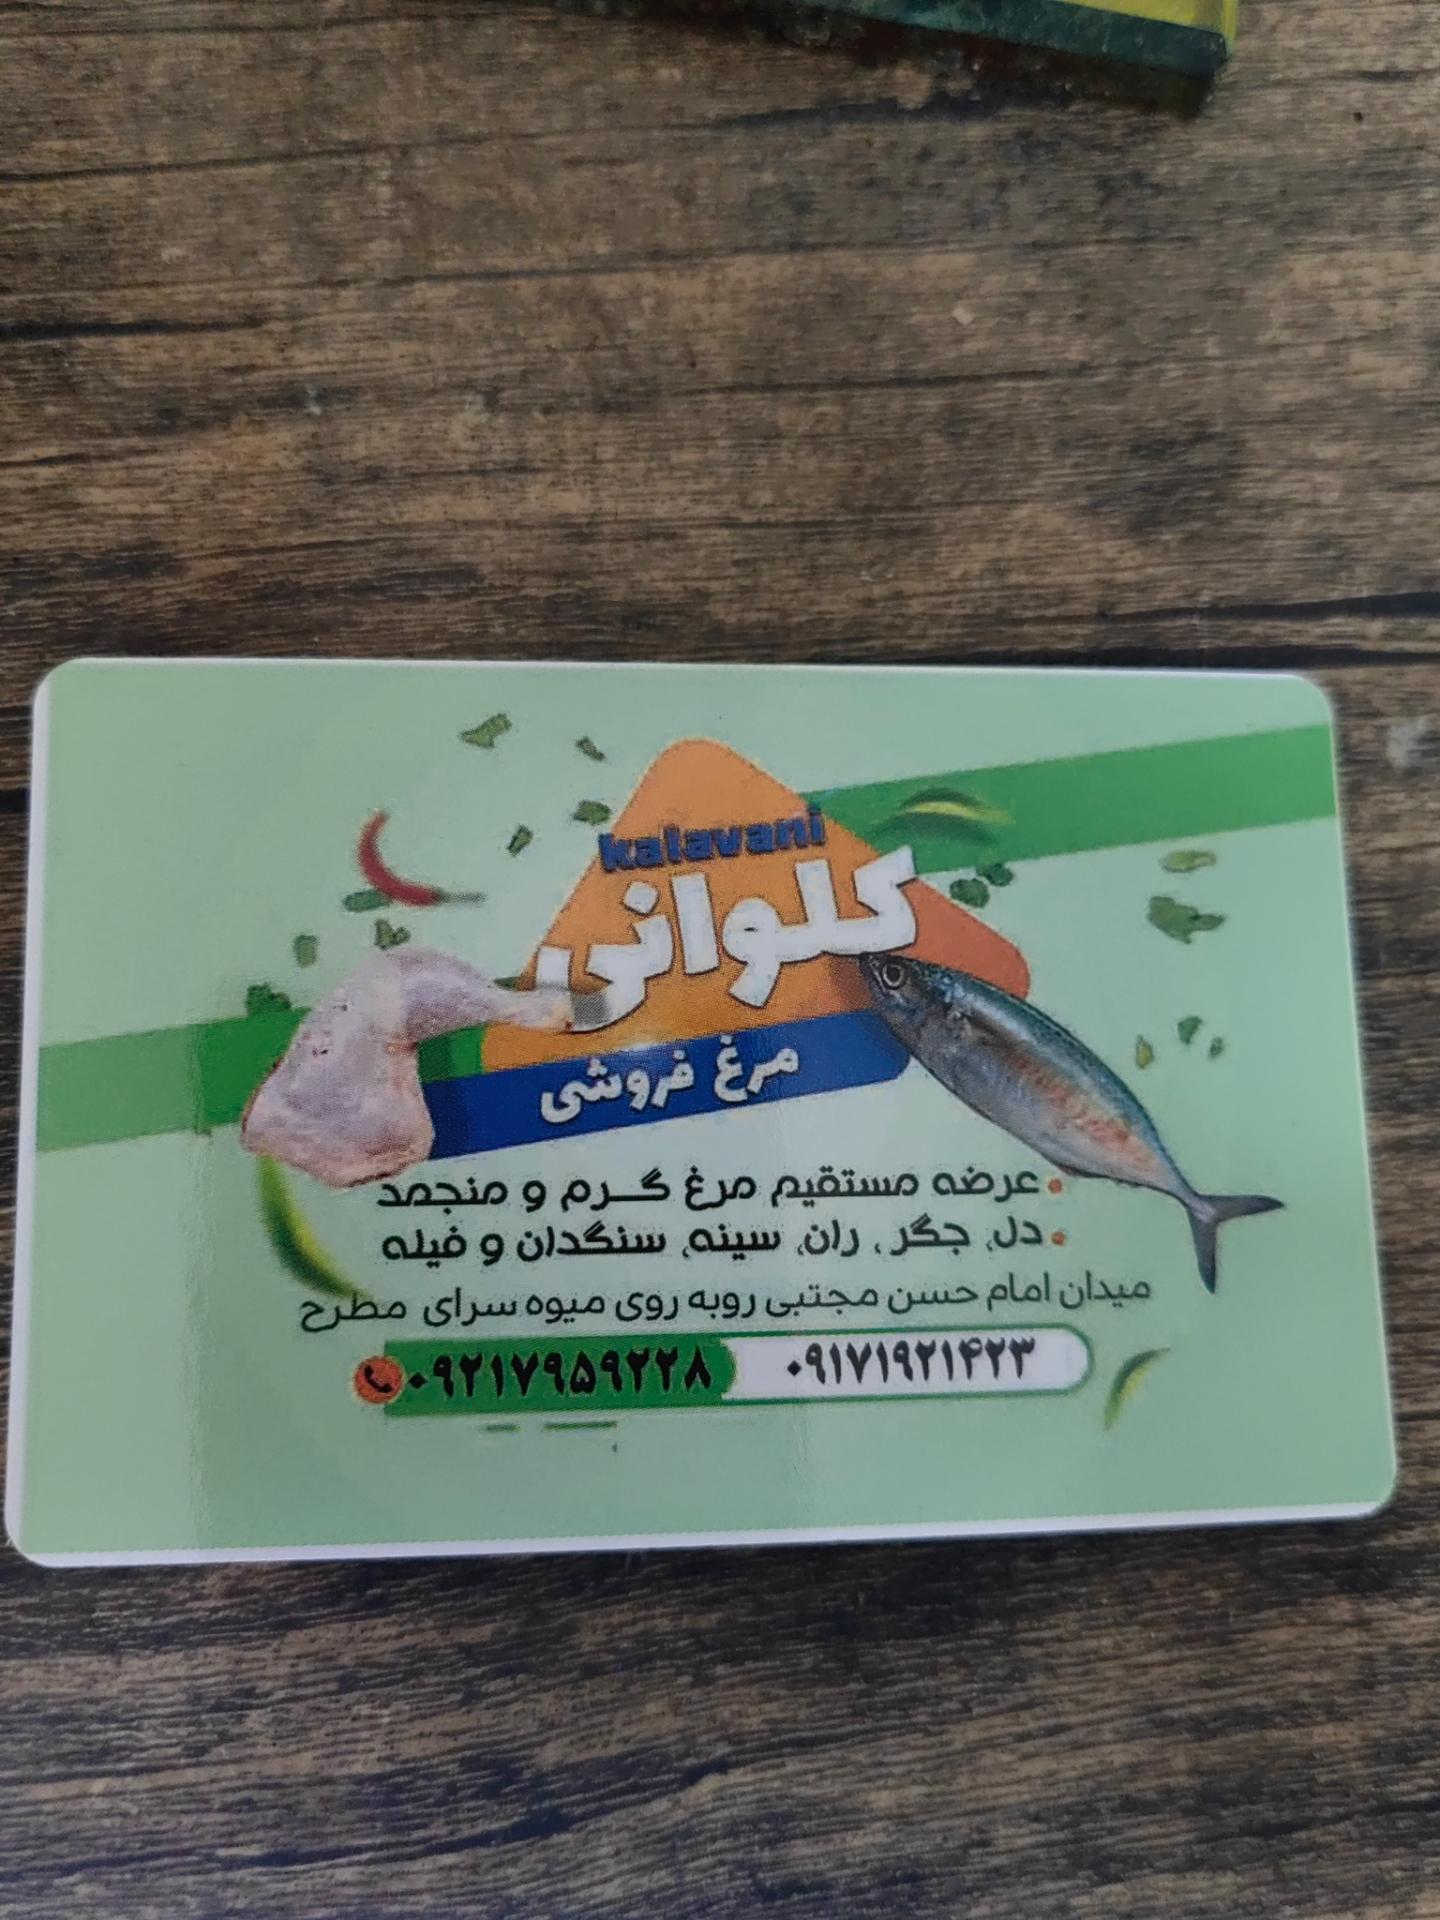 kalavani
کلوانی
مرغ فروشی
• عرضه مستقیم مرغ گرم و منجمد
• دل، جگر، ران، سینه، سنگدان و فیله
میدان امام حسن مجتبی روبه روی میوه سرای مطرح
۰۹۲۱۷۹۵۹۲۲۸ ۰۹۱۷۱۹۲۱۴۲۳